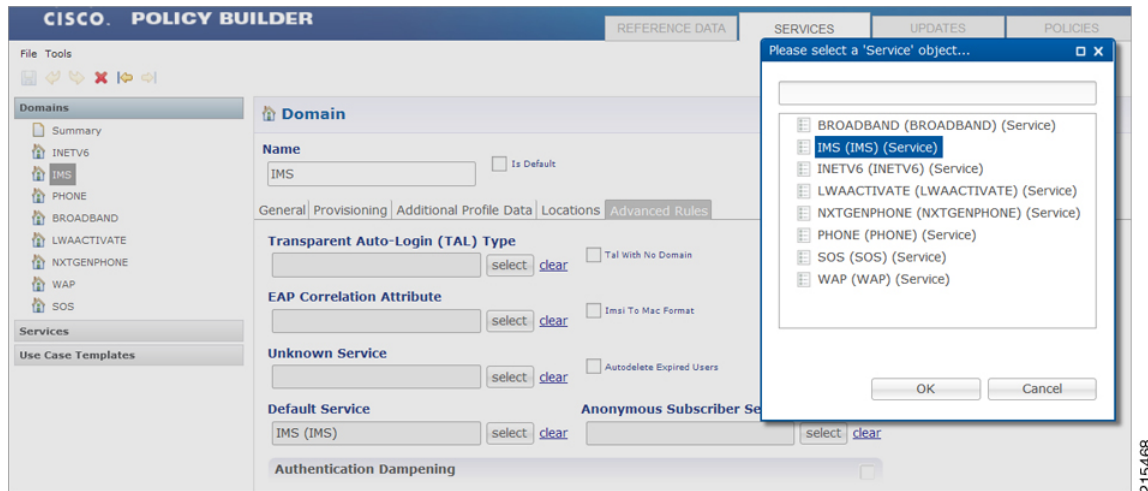 CISCO. POLICY BUILDER
REFERENCE DATA SERVICES UPDATES POLICIES
File Tools
Domains
Summary
INETV6
IMS
PHONE
BROADBAND
LWAACTIVATE
NXTGENPHONE
WAP
SOS
Services
Use Case Templates
Domain
Name
IMS
Is Default
General Provisioning Additional Profile Data Locations Advanced Rules
Transparent Auto-Login (TAL) Type
select clear
Tal With No Domain
EAP Correlation Attribute
select clear
Imsi To Mac Format
Unknown Service
select clear
Autodelete Expired Users
Default Service
IMS (IMS) select clear
Anonymous Subscriber Se
select clear
Authentication Dampening
Please select a 'Service' object...
BROADBAND (BROADBAND) (Service)
IMS (IMS) (Service)
INETV6 (INETV6) (Service)
LWAACTIVATE (LWAACTIVATE) (Service)
NXTGENPHONE (NXTGENPHONE) (Service)
PHONE (PHONE) (Service)
SOS (SOS) (Service)
WAP (WAP) (Service)
OK Cancel
215468